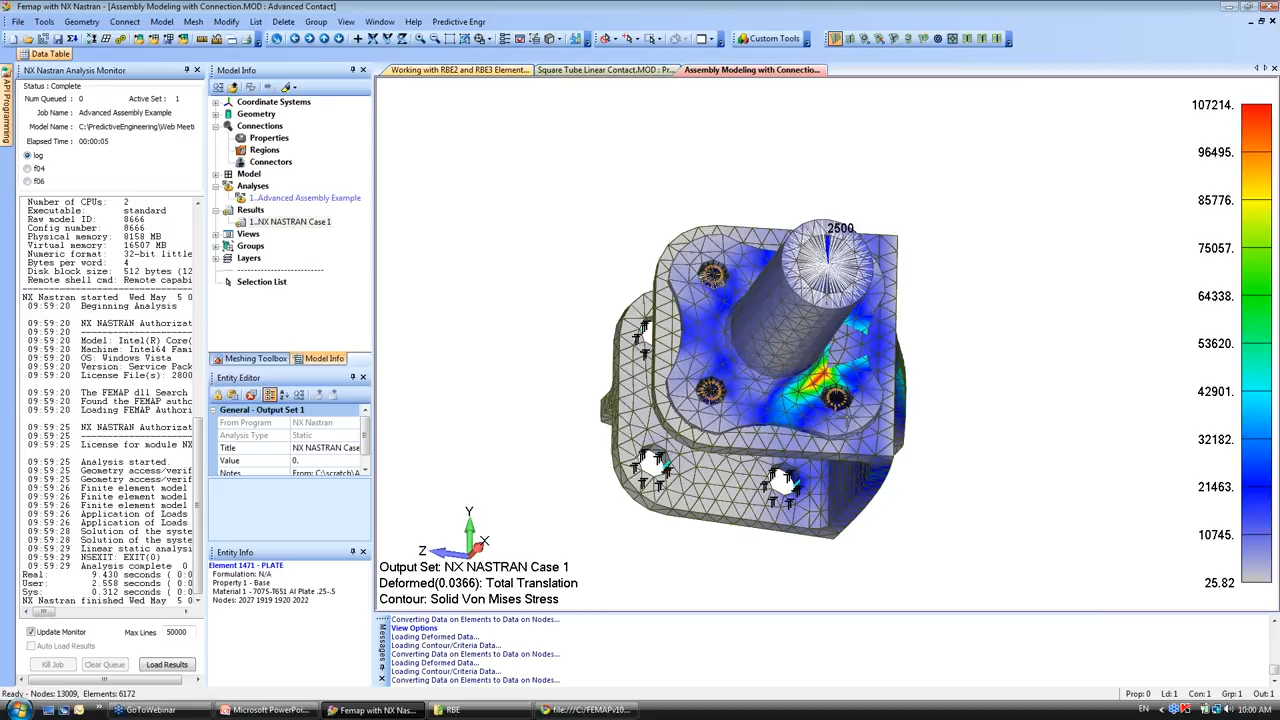 Femap with NX Nastran - [Assembly Modeling with Connection.MOD : Advanced Contact]
File Tools Geometry Connect Model Mesh Modify List Delete Group View Window Help Predictive Engr
Custom Tools
Data Table
API Programming
NX Nastran Analysis Monitor
Status : Complete
Num Queued : 0 Active Set : 1
Job Name : Advanced Assembly Example
Model Name : C:\PredictiveEngineering\Web Meeti
Elapsed Time : 00:00:05
log
f04
f06
Number of CPUs: 2
Executable: standard
Raw model ID: 8666
Config number: 8666
Physical memory: 8158 MB
Virtual memory: 16507 MB
Numeric format: 32-bit little
Bytes per word: 4
Disk block size: 512 bytes (12
Remote shell cmd: Remote capabi
NX Nastran started Wed May 5 0
09:59:20 Beginning Analysis
09:59:20 NX NASTRAN Authorizat
09:59:20 Model: Intel(R) Core(
09:59:20 Machine: Intel64 Fami
09:59:20 OS: Windows Vista
09:59:20 Version: Service Pack
09:59:20 License File(s): 2800
09:59:20
09:59:20 The FEMAP dll Search
09:59:20 Found the FEMAP autho
09:59:20 Loading FEMAP Authori
09:59:25 NX NASTRAN Authorizat
09:59:25 License for module NX
09:59:25 Analysis started.
09:59:25 Geometry access/verif
09:59:25 Geometry access/verif
09:59:26 Finite element model
09:59:26 Finite element model
09:59:26 Application of Loads
09:59:26 Application of Loads
09:59:28 Solution of the syste
09:59:29 Linear static analysi
09:59:29 NSEXIT: EXIT(0)
09:59:29 Analysis complete 0
Real: 9.430 seconds ( 0:0
User: 2.558 seconds ( 0:0
Sys: 0.312 seconds ( 0:0
NX Nastran finished Wed May 5 0
Update Monitor Max Lines 50000
Auto Load Results
Kill Job Clear Queue Load Results
Model Info
Coordinate Systems
Geometry
Connections
Properties
Regions
Connectors
Model
Analyses
1..Advanced Assembly Example
Results
1..NX NASTRAN Case 1
Views
Groups
Layers
Selection List
Meshing Toolbox Model Info
Entity Editor
General - Output Set 1
From Program NX Nastran
Analysis Type Static
Title NX NASTRAN Case
Value 0.
Notes From: C:\scratch\A
Entity Info
Element 1471 - PLATE
Formulation: N/A
Property 1 - Base
Material 1 - 7075-T651 Al Plate .25-.5
Nodes: 2027 1919 1920 2022
Working with RBE2 and RBE3 Element... Square Tube Linear Contact.MOD : Pr... Assembly Modeling with Connectio...
2500
107214.
96495.
85776.
75057.
64338.
53620.
42901.
32182.
21463.
10745.
25.82
Y
Z X
Output Set: NX NASTRAN Case 1
Deformed(0.0366): Total Translation
Contour: Solid Von Mises Stress
Messages
Converting Data on Elements to Data on Nodes...
View Options
Loading Deformed Data...
Loading Contour/Criteria Data...
Converting Data on Elements to Data on Nodes...
Loading Deformed Data...
Loading Contour/Criteria Data...
Converting Data on Elements to Data on Nodes...
Ready - Nodes: 13009, Elements: 6172 Prop: 0 Ld: 1 Con: 1 Grp: 1 Out: 1
GoToWebinar Microsoft PowerPoi... Femap with NX Nas... RBE file:///C:/FEMAPv10... EN 10:00 AM